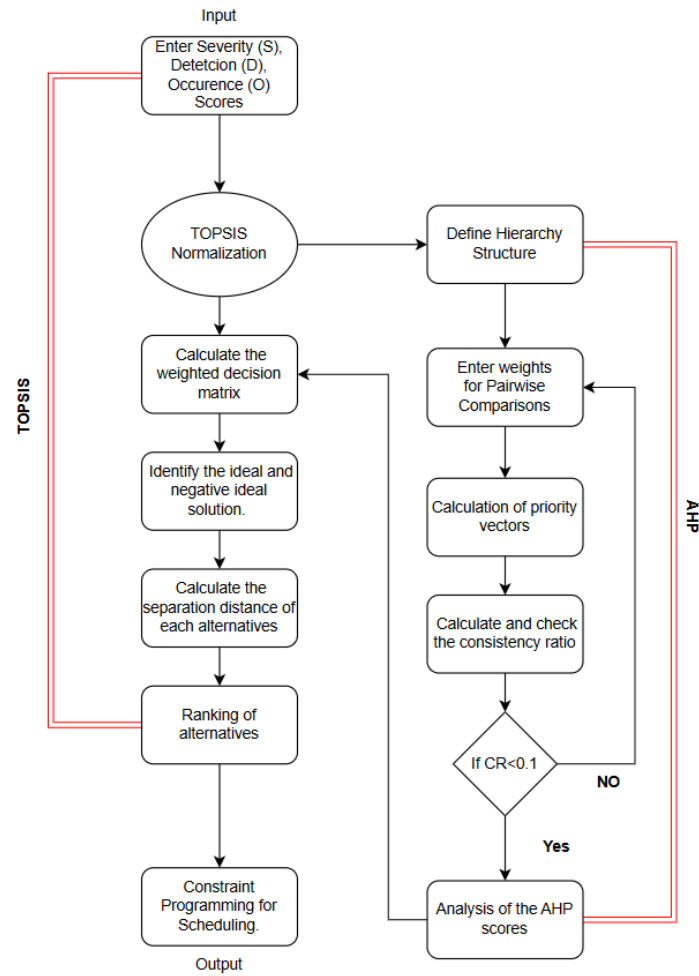 Input
Enter Severity (S),
Detetcion (D),
Occurence (O)
Scores
TOPSIS
Normalization
Define Hierarchy
Structure
Calculate the
weighted decision
matrix
Enter weights
for Pairwise
Comparisons
TOPSIS
Identify the ideal and
negative ideal
solution.
Calculation of priority
vectors
AHP
Calculate the
separation distance of
each alternatives
Calculate and check
the consistency ratio
Ranking of
alternatives
If CR<0.1
NO
Yes
Constraint
Programming for
Scheduling.
Analysis of the AHP
scores
Output